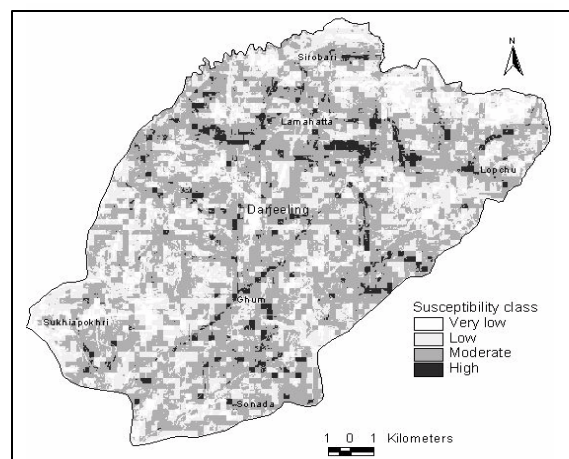 N
Sirobari
Lamahatta
Lopchu
Darjeeling
Ghum
Sukhiapokhri
Sonada
Susceptibility class
Very low
Low
Moderate
High
1 0 1 Kilometers